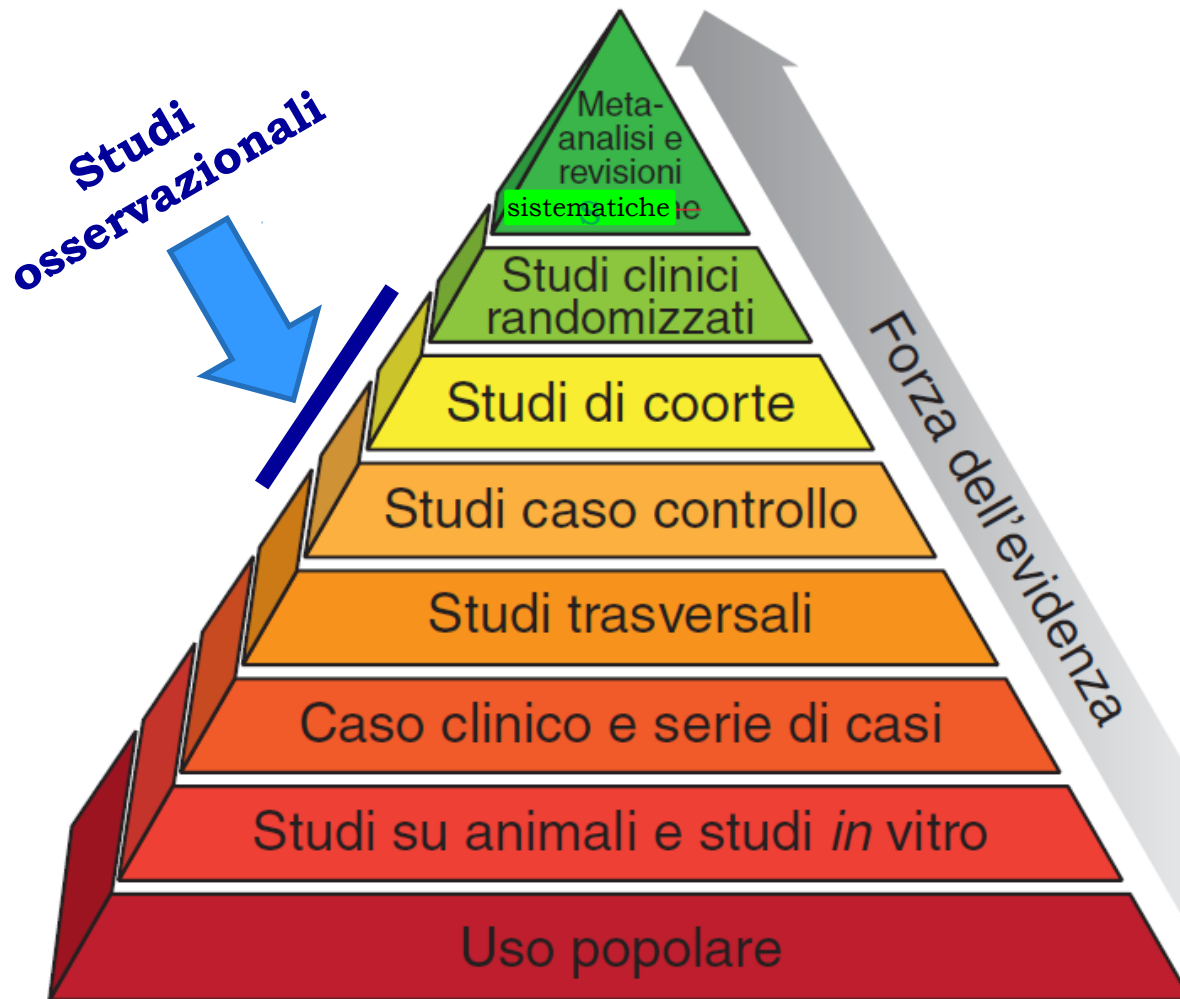 Studi
osservazionali
Meta-
analisi e
revisioni
sistematiche
Studi clinici
randomizzati
Studi di coorte
Studi caso controllo
Studi trasversali
Caso clinico e serie di casi
Studi su animali e studi in vitro
Uso popolare
Forza dell'evidenza